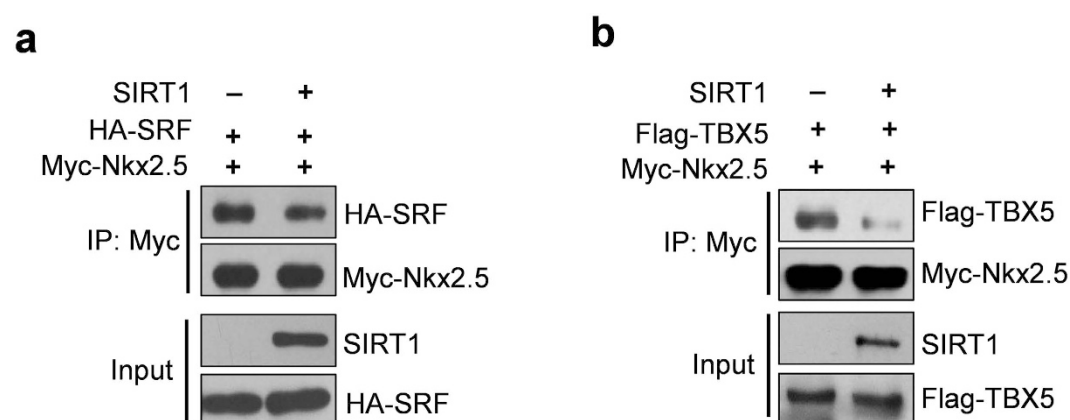 a
SIRT1 – +
HA-SRF + +
Myc-Nkx2.5 + +
IP: Myc
HA-SRF
Myc-Nkx2.5
Input
SIRT1
HA-SRF
b
SIRT1 – +
Flag-TBX5 + +
Myc-Nkx2.5 + +
IP: Myc
Flag-TBX5
Myc-Nkx2.5
Input
SIRT1
Flag-TBX5